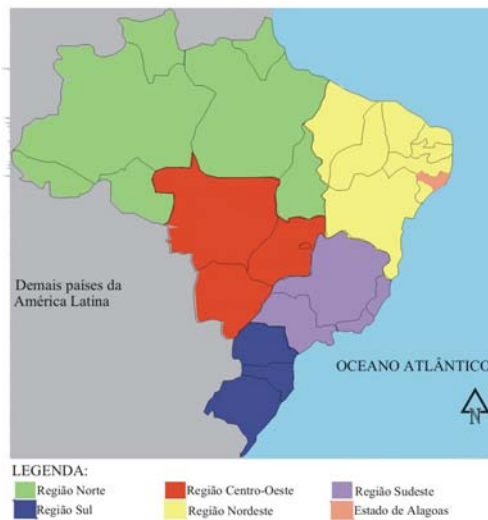 Demais países da
América Latina
OCEANO ATLÂNTICO
N
LEGENDA:
Região Norte
Região Centro-Oeste
Região Sudeste
Região Sul
Região Nordeste
Estado de Alagoas